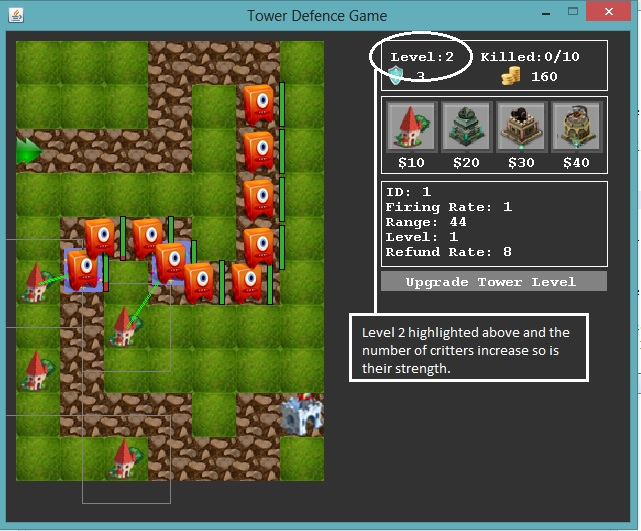 Tower Defence Game
Level:2 Killed:0/10
3 160
$10 $20 $30 $40
ID: 1
Firing Rate: 1
Range: 44
Level: 1
Refund Rate: 8
Upgrade Tower Level
Level 2 highlighted above and the
number of critters increase so is
their strength.